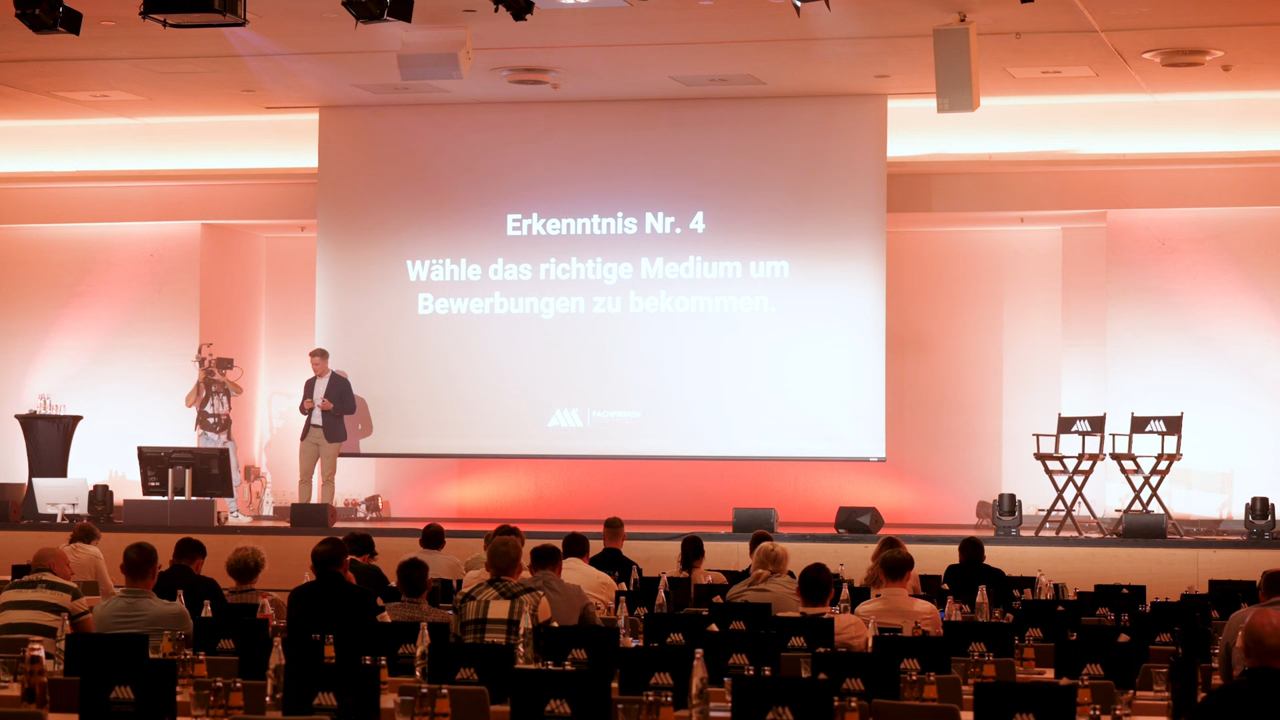 Erkenntnis Nr. 4
Wähle das richtige Medium um
Bewerbungen zu bekommen.